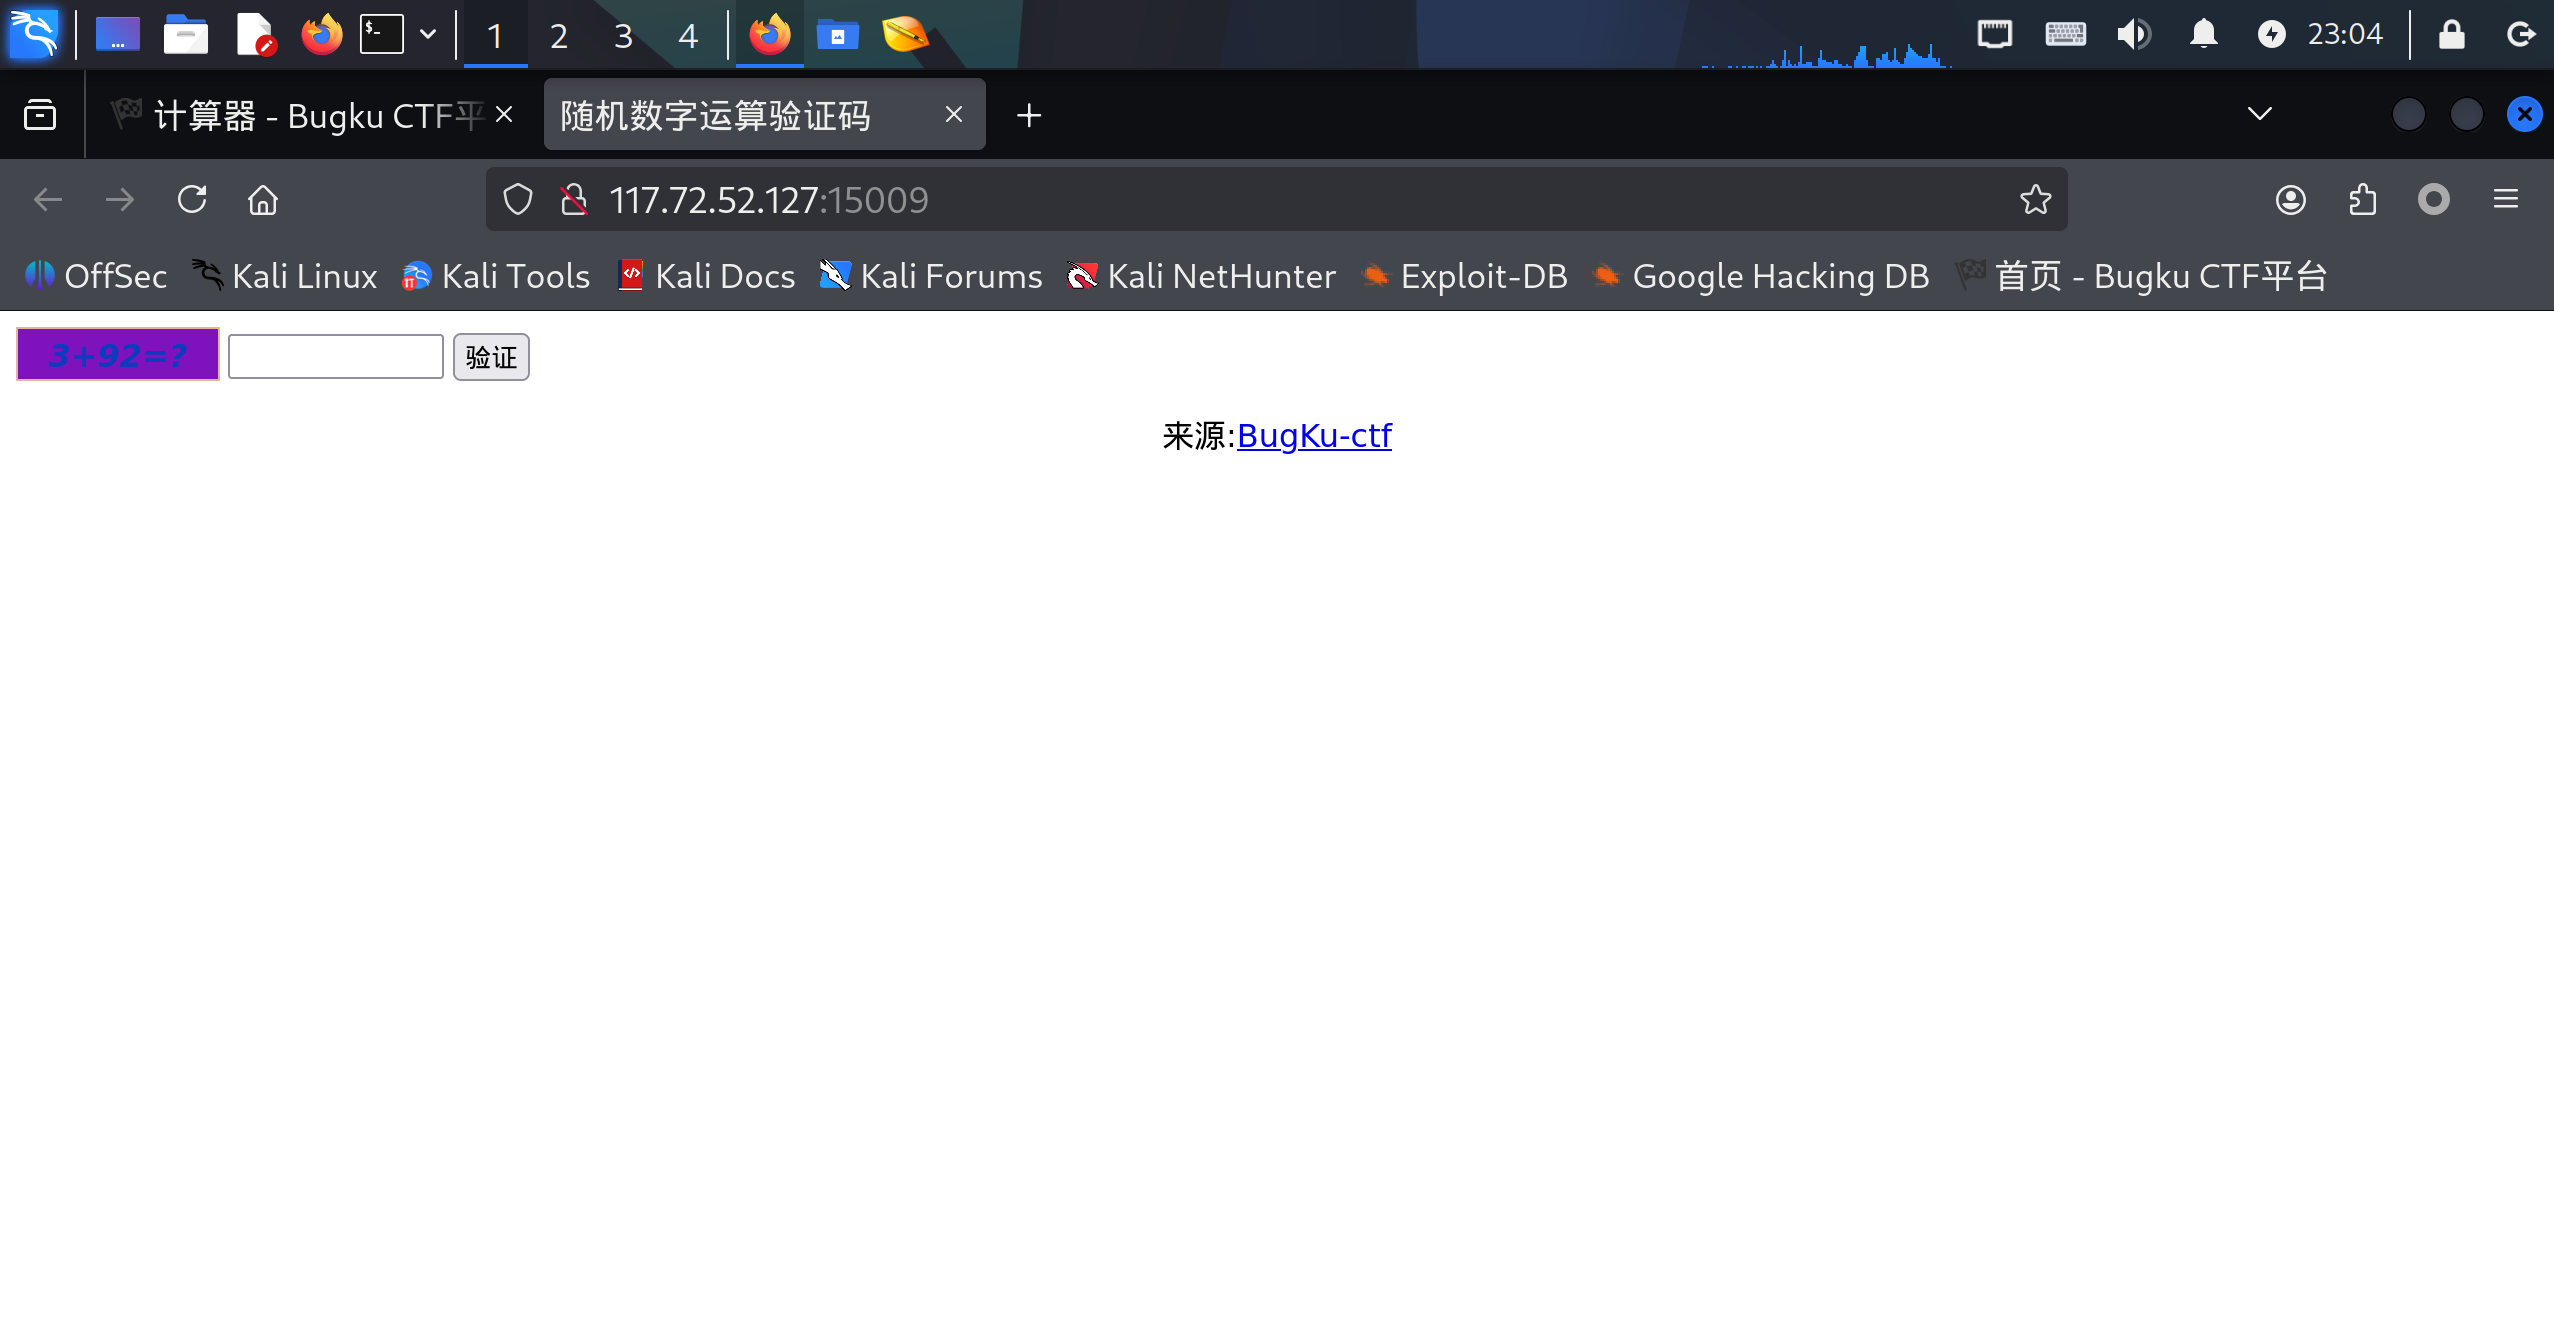 1 2 3 4 23:04
计算器 - Bugku CTF平 随机数字运算验证码
117.72.52.127:15009
OffSec Kali Linux Kali Tools Kali Docs Kali Forums Kali NetHunter Exploit-DB Google Hacking DB 首页 - Bugku CTF平台
3+92=? 验证
来源:BugKu-ctf